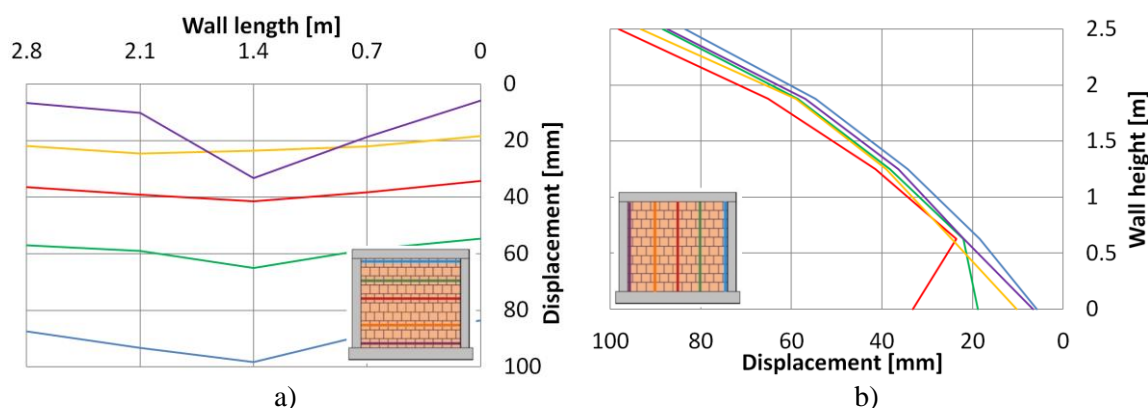 Wall length [m]
2.8 2.1 1.4 0.7 0
0
20
40
60
80
100
Displacement [mm]
a)
2.5
2
1.5
1
0.5
0
Wall height [m]
100 80 60 40 20 0
Displacement [mm]
b)